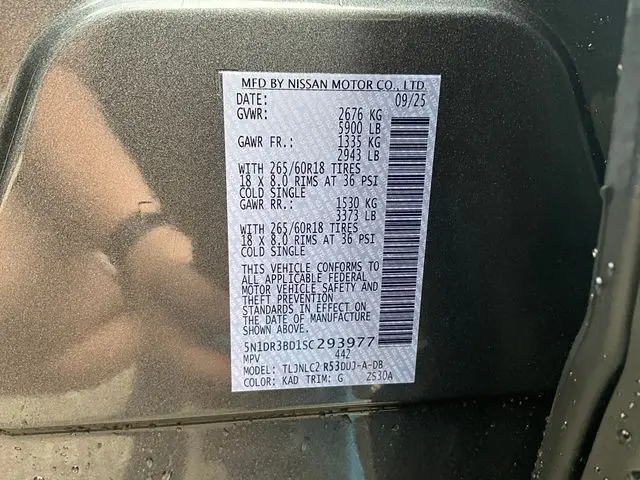 MFD BY NISSAN MOTOR CO., LTD.
DATE: 09/25
GVWR: 2676 KG
5900 LB
GAWR FR.: 1335 KG
2943 LB
WITH 265/60R18 TIRES
18 X 8.0 RIMS AT 36 PSI
COLD SINGLE
GAWR RR.: 1530 KG
3373 LB
WITH 265/60R18 TIRES
18 X 8.0 RIMS AT 36 PSI
COLD SINGLE
THIS VEHICLE CONFORMS TO
ALL APPLICABLE FEDERAL
MOTOR VEHICLE SAFETY AND
THEFT PREVENTION
STANDARDS IN EFFECT ON
THE DATE OF MANUFACTURE
SHOWN ABOVE.
5N1DR3BD1SC293977
MPV 442
MODEL: TLJNLC2 R53DUJ-A-DB
COLOR: KAD TRIM: G 2S30A